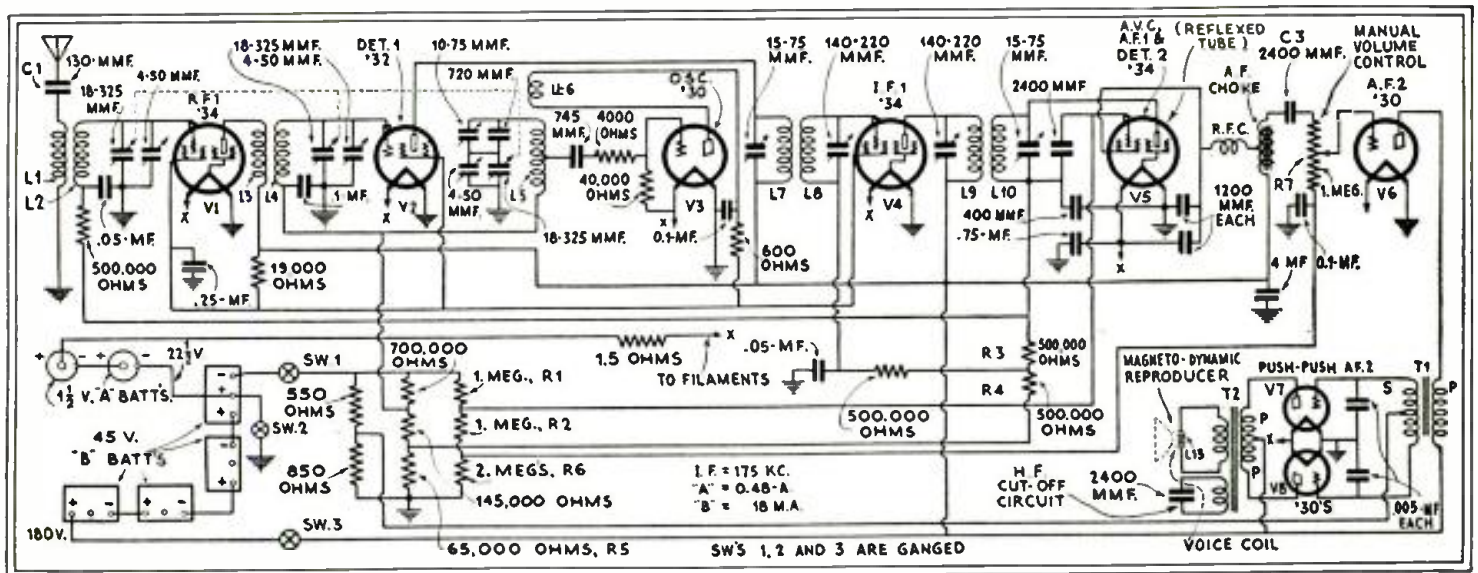 C.1
130-MMF.
18-325 MMF.
4-50 MMF.
R.F.1 '34
18-325 MMF.
4-50 MMF.
DET. 1 '32
10-75 MMF.
720 MMF.
L6
745 MMF.
4000 OHMS
OSC. '30
15-75 MMF.
140-220 MMF.
I.F.1 '34
140-220 MMF.
15-75 MMF.
2400 MMF
A.V.C., A.F.1 & DET. 2 '34
(REFLEXED TUBE)
A.F. CHOKE
C.3 2400 MMF.
MANUAL VOLUME CONTROL
A.F.2 '30
L1
L2
.05-MF.
500,000 OHMS
X
V1
.25-MF.
L3
L4
19,000 OHMS
.1-MF.
X
V2
4-50 MMF.
L5
18-325 MMF.
40,000 OHMS
X
V3
0.1-MF.
600 OHMS
L7
L8
X
V4
L9
L10
400 MMF.
.75-MF.
V5
X
1200 MMF. EACH
R.F.C.
R7
1. MEG.
V6
4 MF
0.1-MF.
+ - + -
22½ V
1½ V. "A" BATT'S.
45 V. "B" BATT'S
180V.
SW.1
SW.2
SW.3
550 OHMS
850 OHMS
700,000 OHMS
145,000 OHMS
65,000 OHMS, R5
1. MEG., R1
1. MEG., R2
2. MEGS, R6
1.5 OHMS
X
TO FILAMENTS
.05-MF.
500,000 OHMS
R3
500,000 OHMS
R4
500,000 OHMS
I.F. = 175 KC.
"A" = 0.48-A.
"B" = 18 M.A.
SW'S 1, 2 AND 3 ARE GANGED
MAGNETO-DYNAMIC REPRODUCER
L13
T2
P
P
H.F. CUT-OFF CIRCUIT
2400 MMF.
VOICE COIL
PUSH-PUSH A.F.2
V7
X
V8
'30'S
S
T1
P
.005-MF EACH.